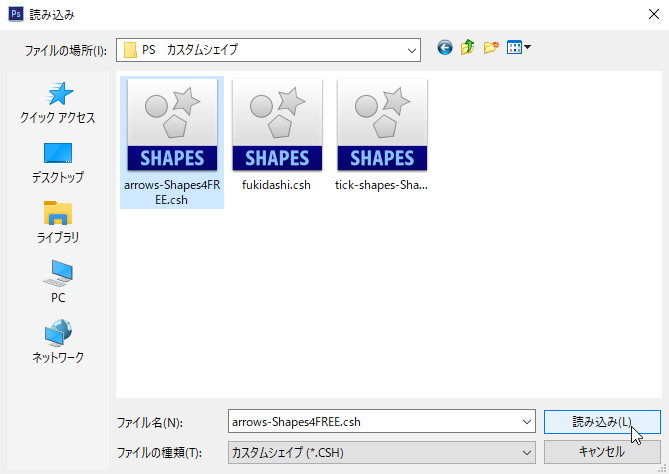 Ps 読み込み
ファイルの場所(I): PS カスタムシェイプ
クイック アクセス
デスクトップ
ライブラリ
PC
ネットワーク
SHAPES SHAPES SHAPES
arrows-Shapes4FR fukidashi.csh tick-shapes-Sha...
EE.csh
ファイル名(N): arrows-Shapes4FREE.csh 読み込み(L)
ファイルの種類(T): カスタムシェイプ (*.CSH) キャンセル